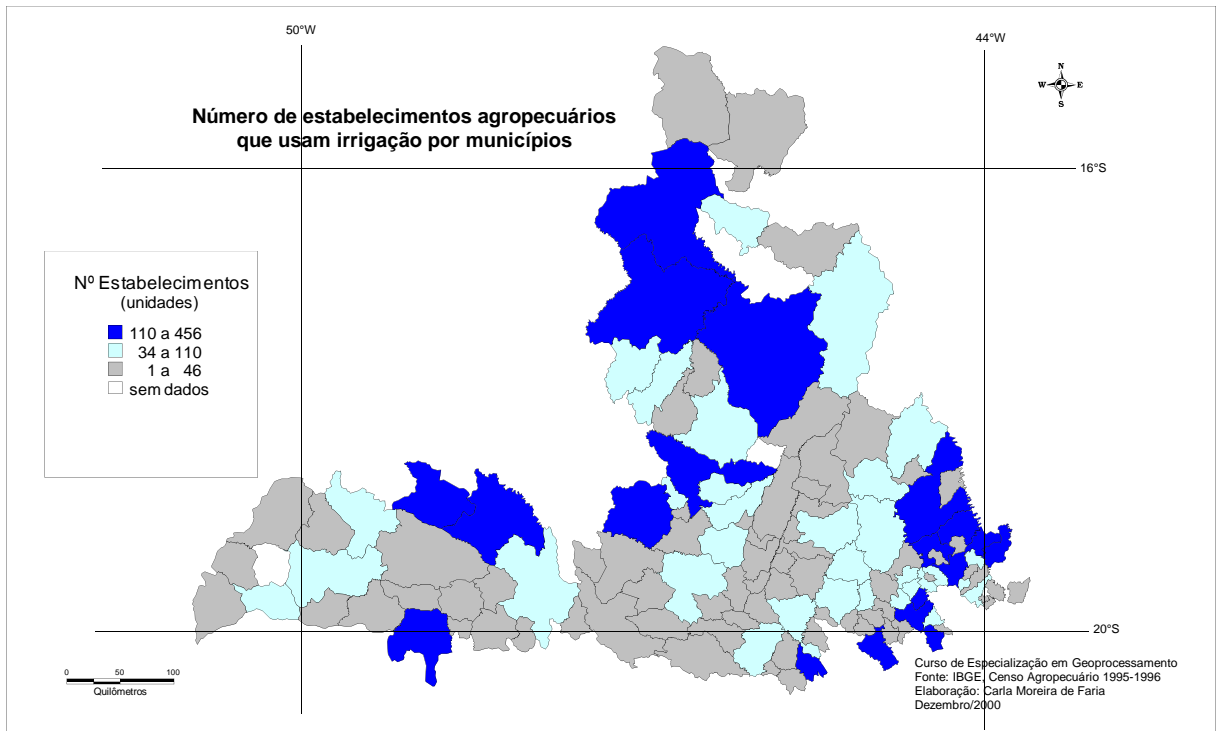 50°W
44°W
N
W E
S
Número de estabelecimentos agropecuários
que usam irrigação por municípios
16°S
Nº Estabelecimentos
(unidades)
110 a 456
34 a 110
1 a 46
sem dados
20°S
0 50 100
Quilômetros
Curso de Especialização em Geoprocessamento
Fonte: IBGE, Censo Agropecuário 1995-1996
Elaboração: Carla Moreira de Faria
Dezembro/2000